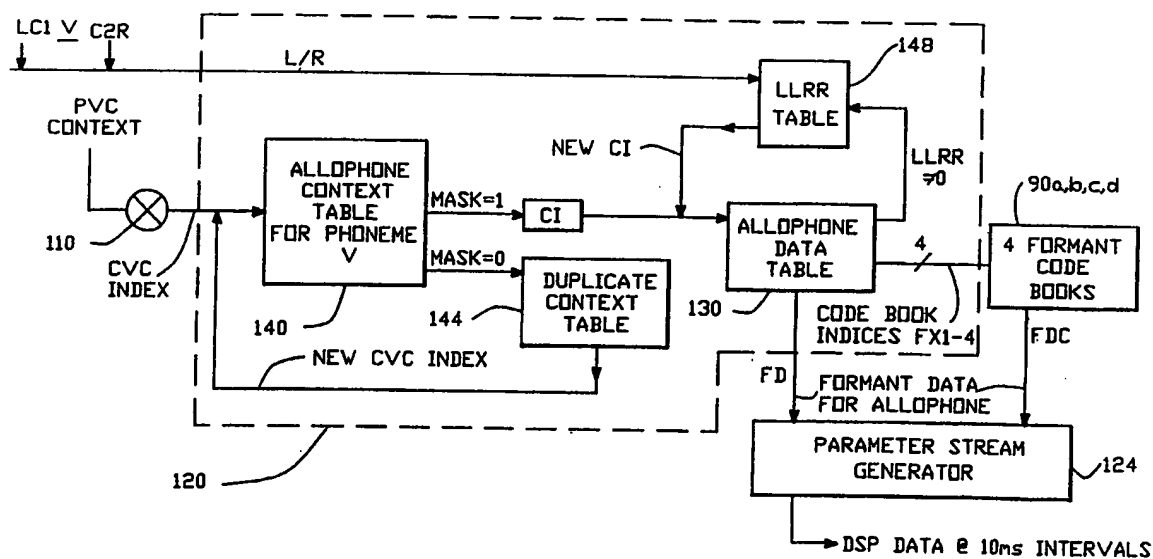 LC1 V C2R
L/R
148
LLRR
TABLE
PVC
CONTEXT
NEW CI
LLRR
≠0
90a,b,c,d
ALLOPHONE
CONTEXT
TABLE
FOR PHONEME
V
MASK=1
CI
ALLOPHONE
DATA
TABLE
4
4 FORMANT
CODE
BOOKS
110
CVC
INDEX
MASK=0
DUPLICATE
CONTEXT
TABLE
140
144
130
CODE BOOK
INDICES FX1-4
FDC
NEW CVC INDEX
FD
FORMANT DATA
FOR ALLOPHONE
120
PARAMETER STREAM
GENERATOR
124
DSP DATA @ 10ms INTERVALS